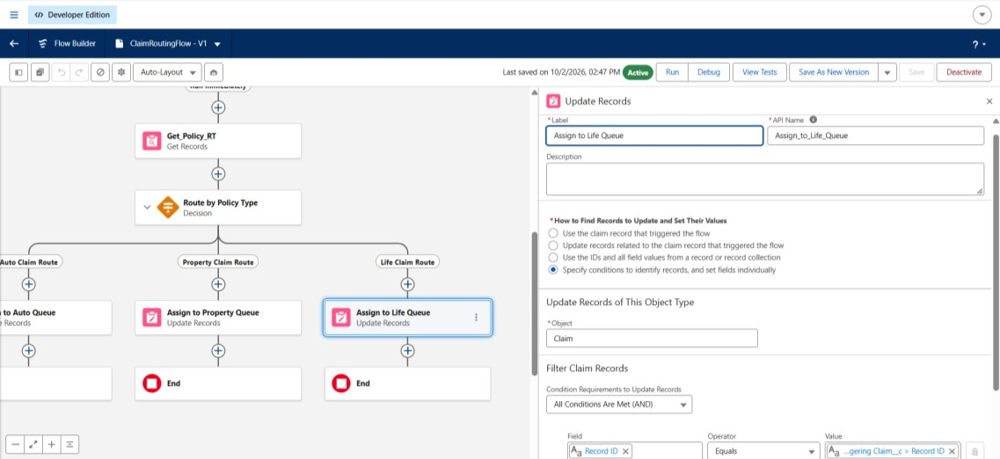 Developer Edition
Flow Builder
ClaimRoutingFlow - V1
?
Auto-Layout
Last saved on 10/2/2026, 02:47 PM
Active
Run
Debug
View Tests
Save As New Version
Save
Deactivate
Run Immediately
Get_Policy_RT
Get Records
Route by Policy Type
Decision
Auto Claim Route
Property Claim Route
Life Claim Route
to Auto Queue
Records
Assign to Property Queue
Update Records
Assign to Life Queue
Update Records
End
End
Update Records
*Label
*API Name
Assign to Life Queue
Assign_to_Life_Queue
Description
*How to Find Records to Update and Set Their Values
Use the claim record that triggered the flow
Update records related to the claim record that triggered the flow
Use the IDs and all field values from a record or record collection
Specify conditions to identify records, and set fields individually
Update Records of This Object Type
*Object
Claim
Filter Claim Records
Condition Requirements to Update Records
All Conditions Are Met (AND)
Field
Operator
Value
Aa Record ID
Equals
Aa ...gering Claim__c > Record ID